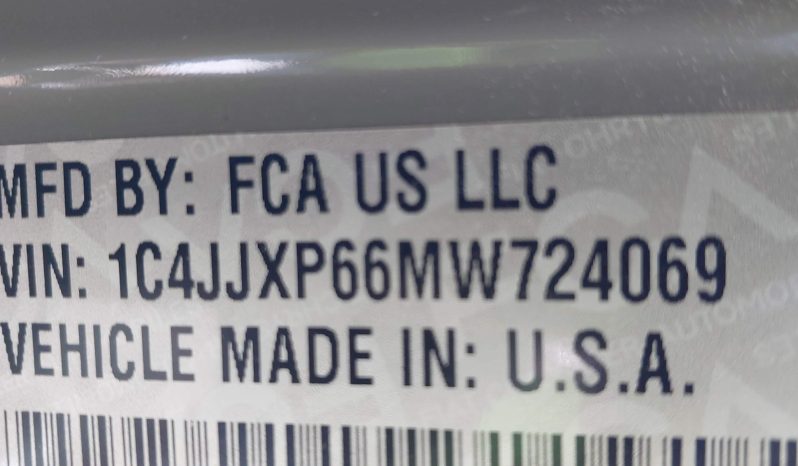 MFD BY: FCA US LLC
VIN: 1C4JJXP66MW724069
VEHICLE MADE IN: U.S.A.